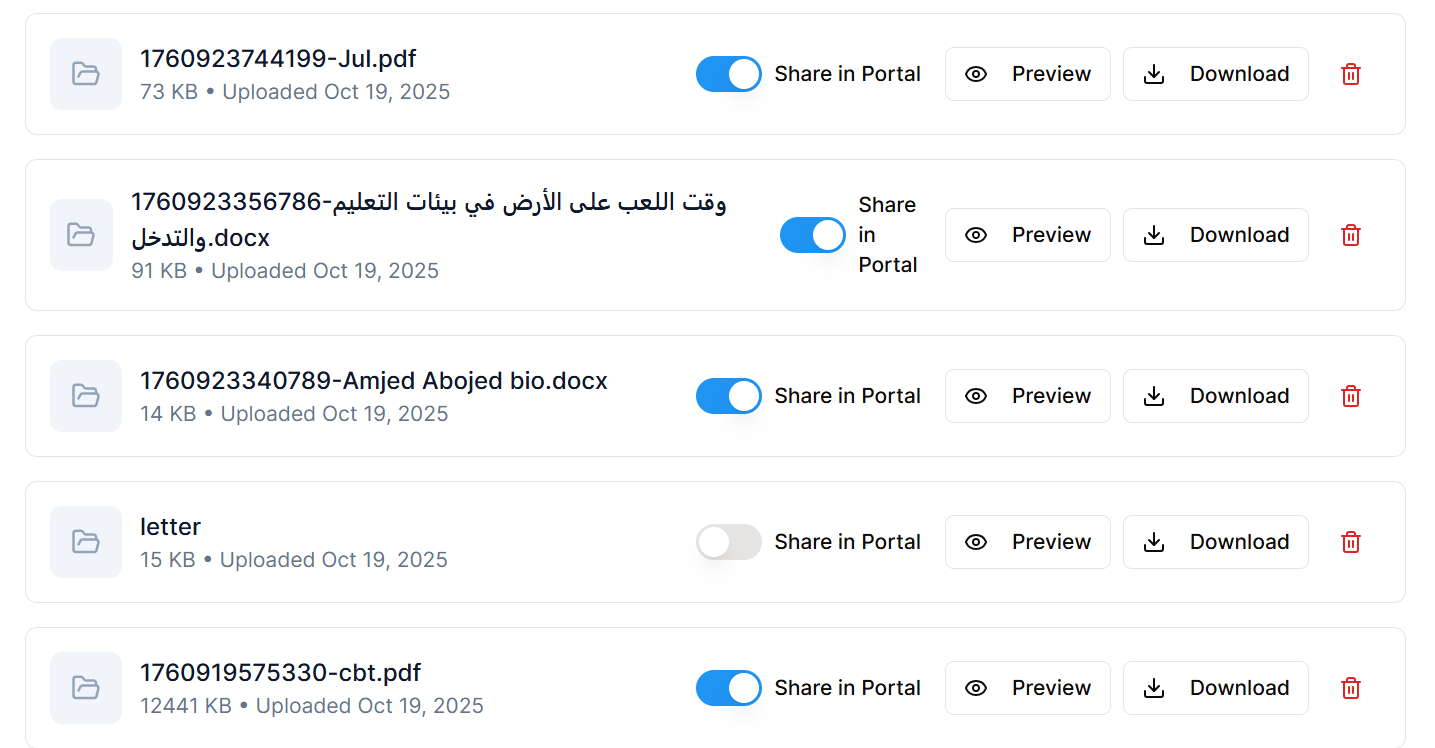 1760923744199-Jul.pdf
73 KB • Uploaded Oct 19, 2025
Share in Portal
Preview
Download
1760923356786-وقت اللعب على الأرض في بيئات التعليم
والتدخل.docx
91 KB • Uploaded Oct 19, 2025
Share
in
Portal
Preview
Download
1760923340789-Amjed Abojed bio.docx
14 KB • Uploaded Oct 19, 2025
Share in Portal
Preview
Download
letter
15 KB • Uploaded Oct 19, 2025
Share in Portal
Preview
Download
1760919575330-cbt.pdf
12441 KB • Uploaded Oct 19, 2025
Share in Portal
Preview
Download